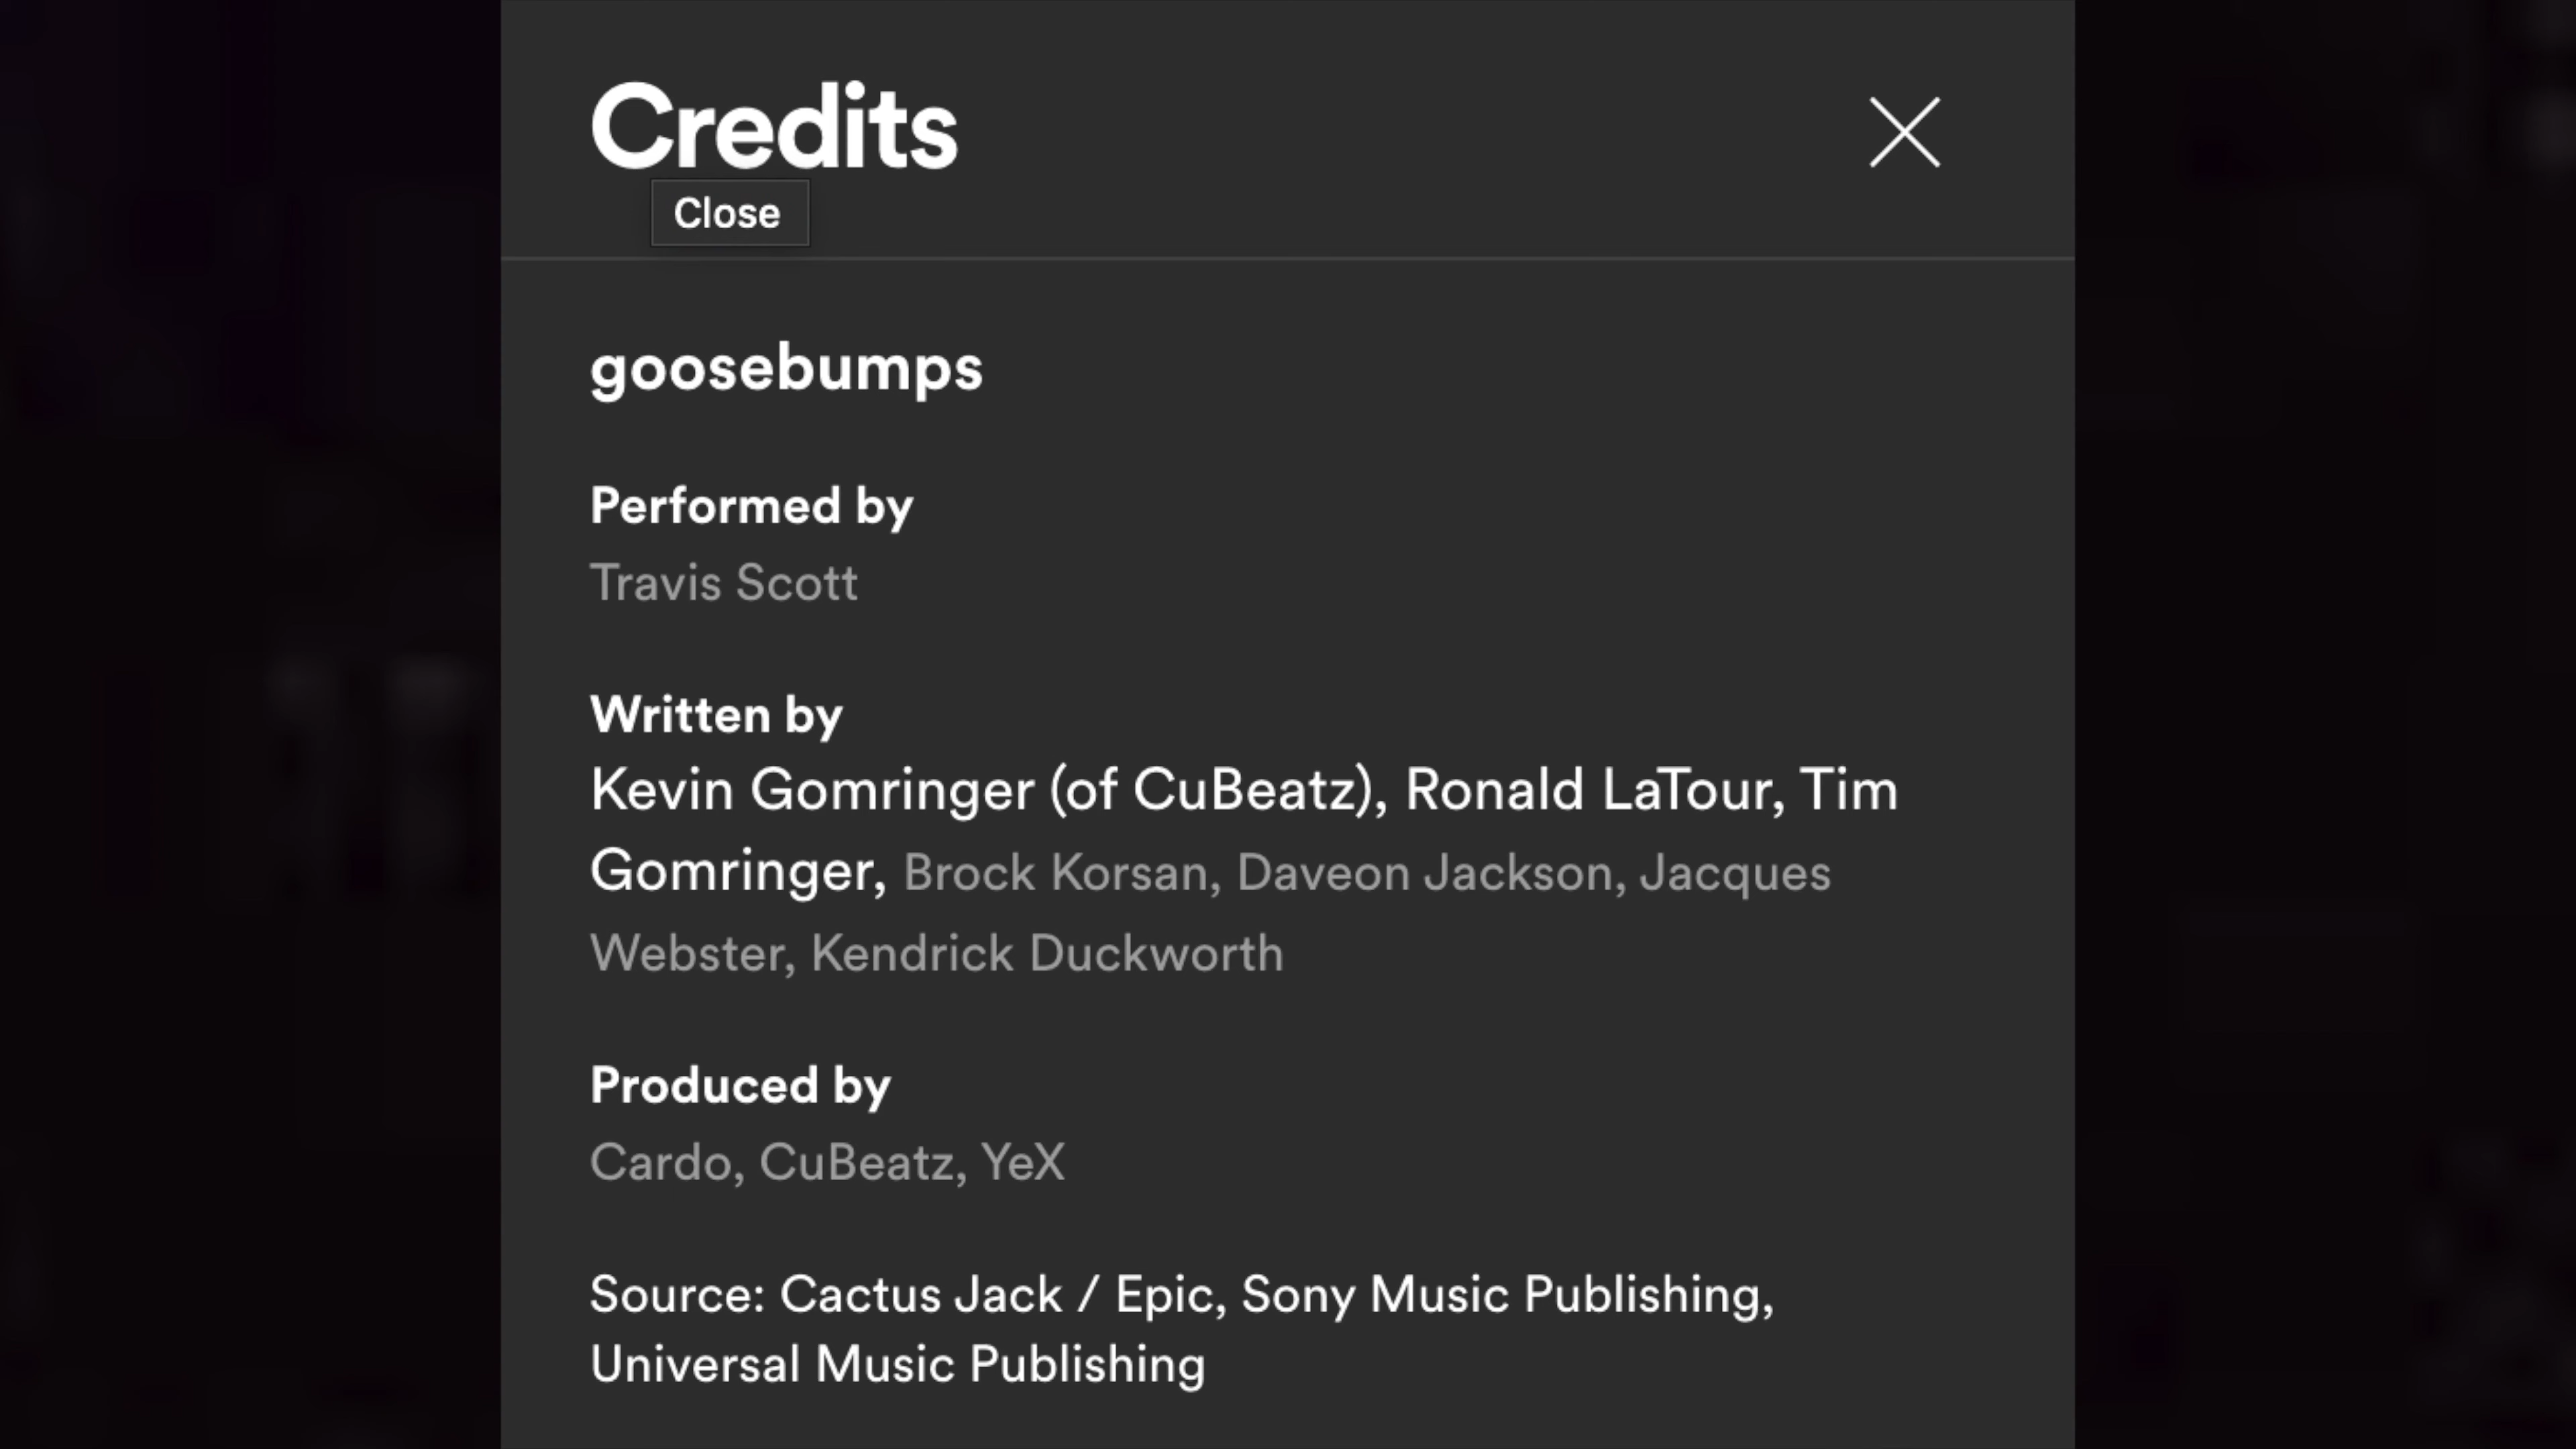 Credits
Close
goosebumps
Performed by
Travis Scott
Written by
Kevin Gomringer (of CuBeatz), Ronald LaTour, Tim
Gomringer, Brock Korsan, Daveon Jackson, Jacques
Webster, Kendrick Duckworth
Produced by
Cardo, CuBeatz, YeX
Source: Cactus Jack / Epic, Sony Music Publishing,
Universal Music Publishing